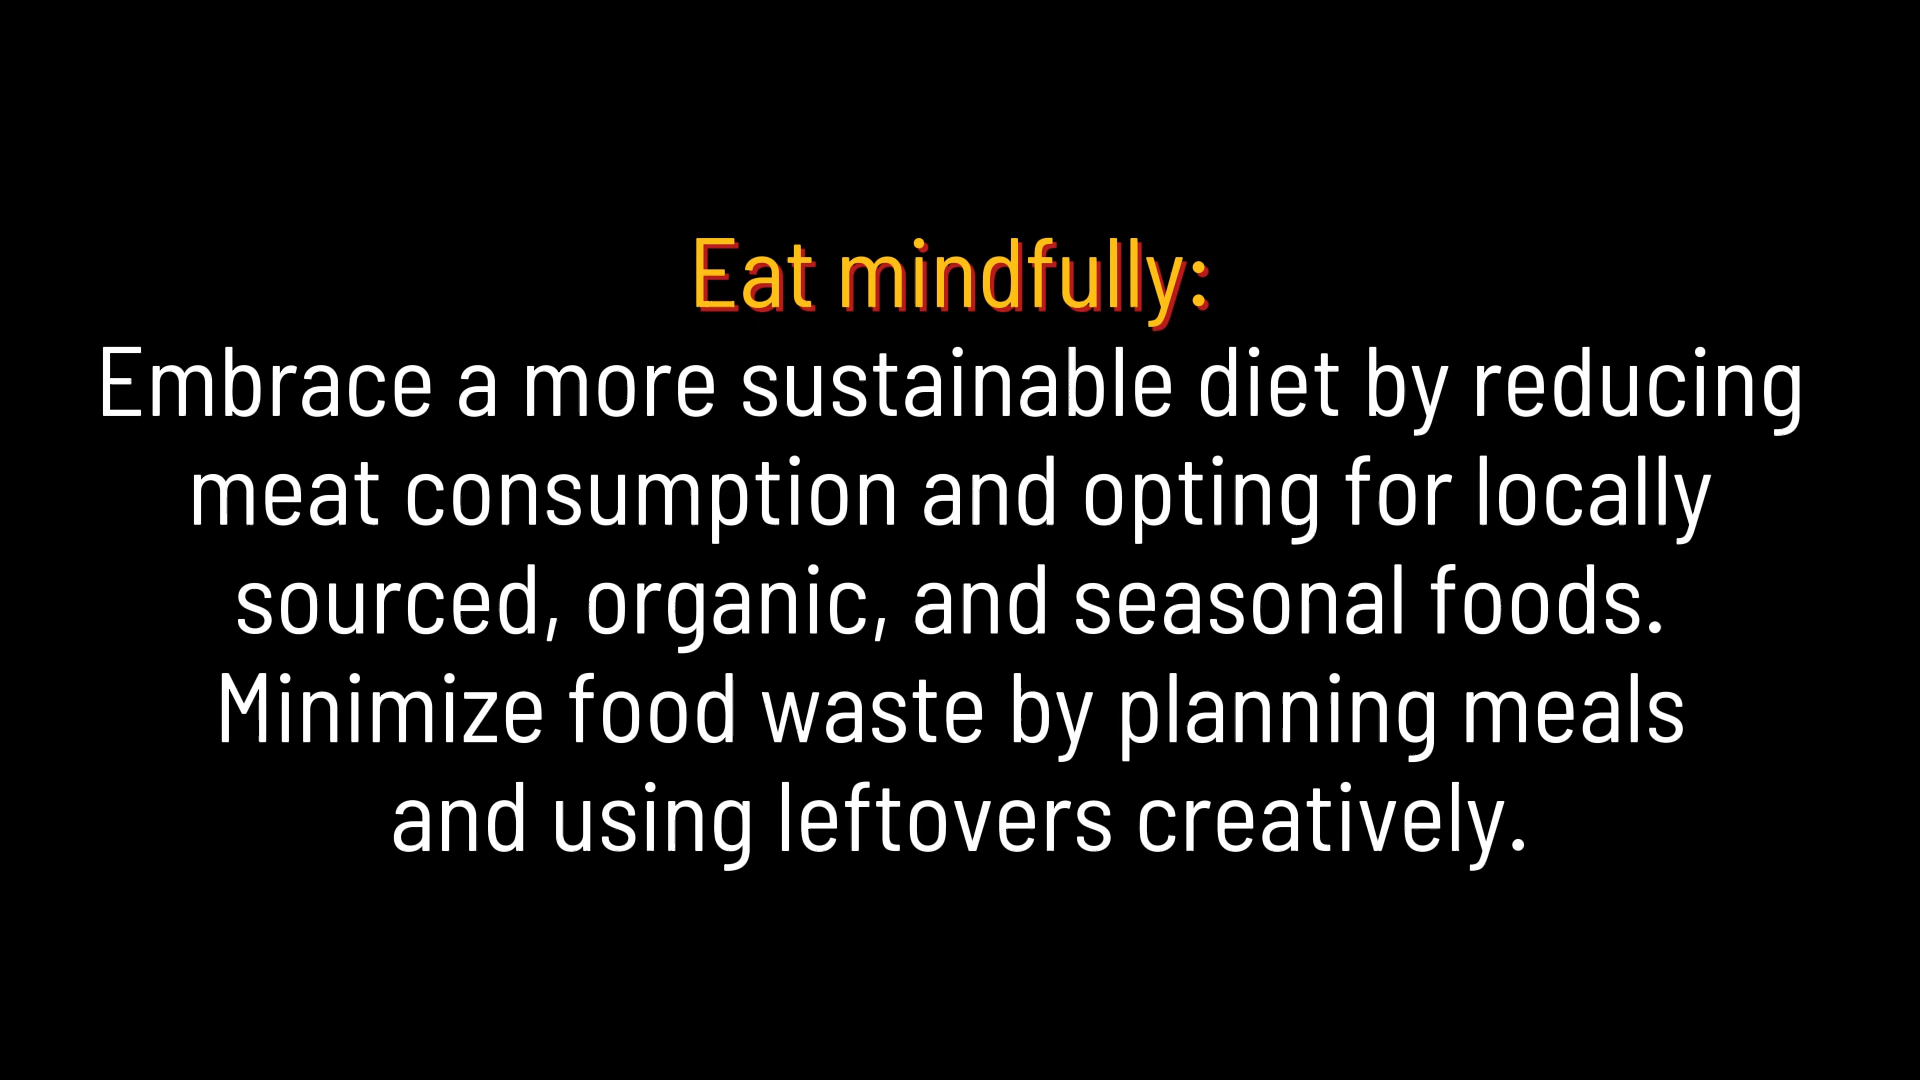 Eat mindfully:
Embrace a more sustainable diet by reducing
meat consumption and opting for locally
sourced, organic, and seasonal foods.
Minimize food waste by planning meals
and using leftovers creatively.